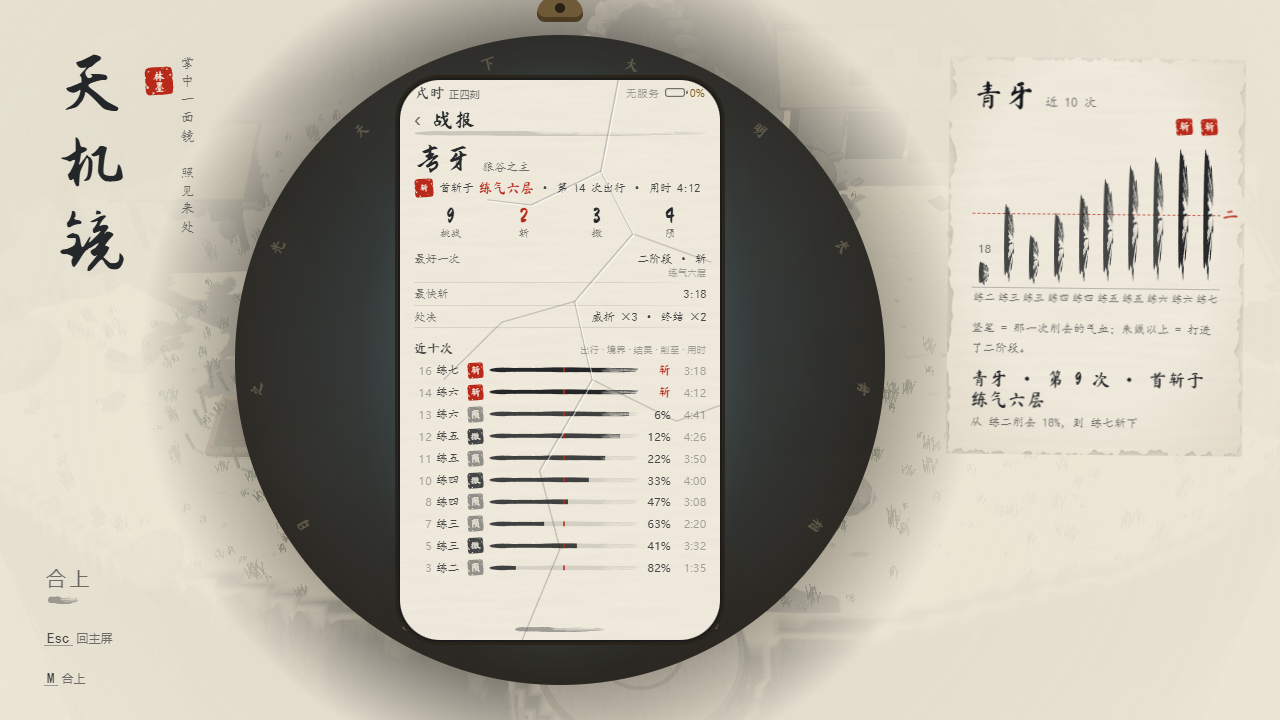 天机镜
林墨
掌中一面镜 照见来处
合上
Esc 回主屏
M 合上
下 大 明
天
光
之
日
戌时 正四刻 无服务 0%
‹ 战报
青牙 狼谷之主
斩 首斩于 练气六层 · 第 14 次出行 · 用时 4:12
9 2 3 4
挑战 斩 撤 陨
最好一次 二阶段 · 斩
练气六层
最快斩 3:18
处决 威折 ×3 · 终结 ×2
近十次 出行 · 境界 · 结果 · 削至 · 用时
16 练七 斩 斩 3:18
14 练六 斩 斩 4:12
13 练六 陨 6% 4:41
12 练五 撤 12% 4:26
11 练五 陨 22% 3:50
10 练四 撤 33% 4:00
8 练四 陨 47% 3:08
7 练三 陨 63% 2:20
5 练三 撤 41% 3:32
3 练二 陨 82% 1:35
青牙 近 10 次
斩 斩
二
18
练二 练三 练三 练四 练四 练五 练五 练六 练六 练七
竖笔 = 那一次削去的气血; 朱线以上 = 打进
了二阶段。
青牙 · 第 9 次 · 首斩于
练气六层
从 练二削去 18%, 到 练七斩下